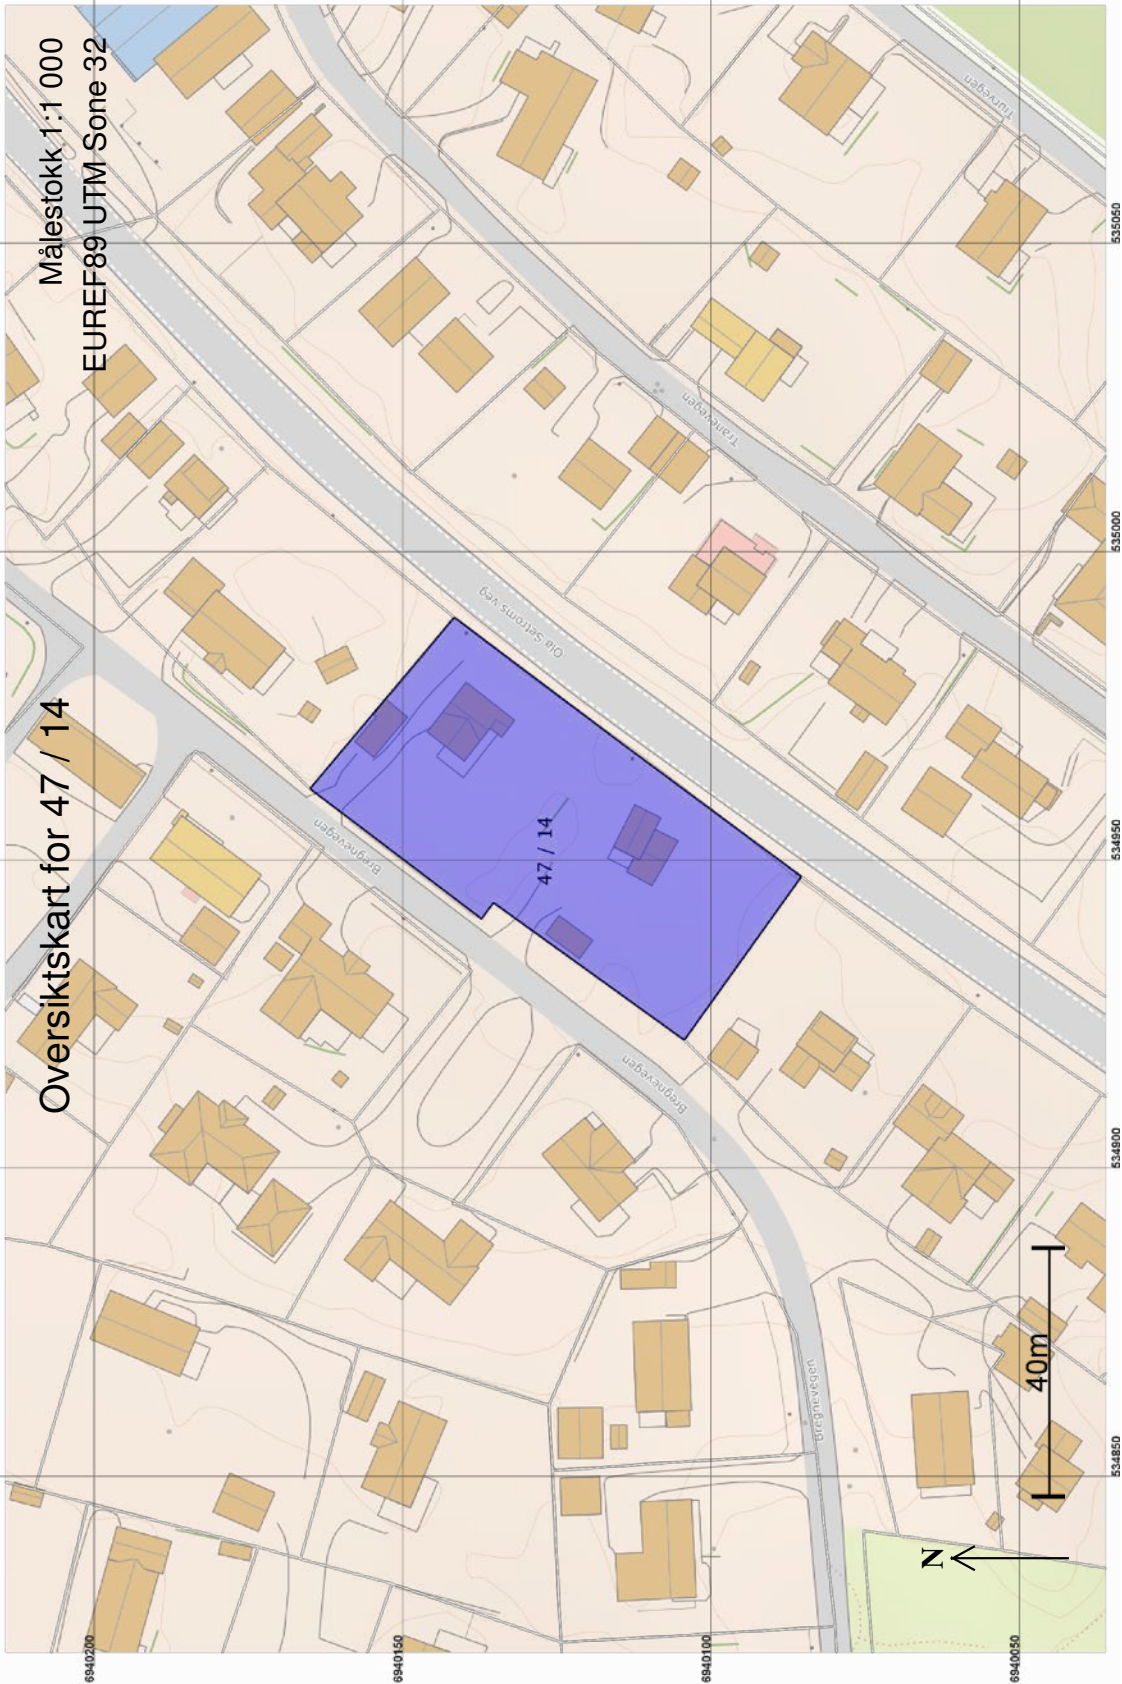 Oversiktskart for 47 / 14
Målestokk 1:1 000
EUREF89 UTM Sone 32
Tiurvegen
Tranevegen
Ola Setroms veg
Bregnevegen
47 / 14
Bregnevegen
Bregnevegen
40m
N
6940200
6940150
6940100
6940050
534850
534900
534950
535000
535050